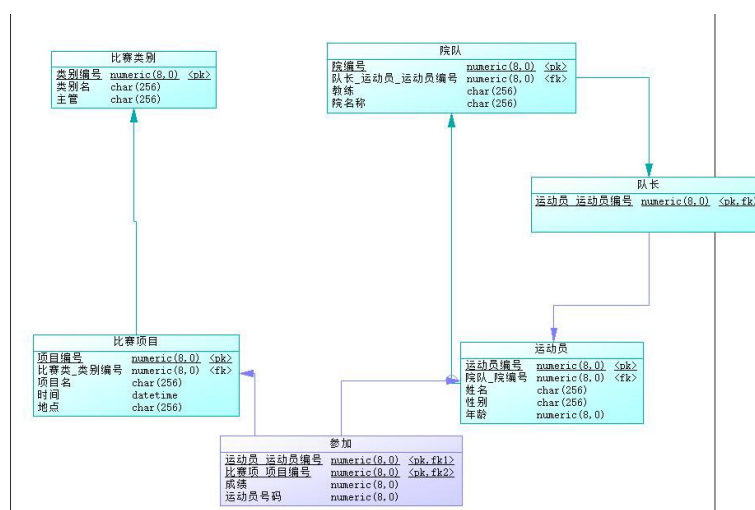 比赛类别
类别编号 numeric(8,0) <pk>
类别名 char(256)
主管 char(256)
院队
院编号 numeric(8,0) <pk>
队长_运动员_运动员编号 numeric(8,0) <fk>
教练 char(256)
院名称 char(256)
队长
运动员_运动员编号 numeric(8,0) <pk,fk>
比赛项目
项目编号 numeric(8,0) <pk>
比赛类_类别编号 numeric(8,0) <fk>
项目名 char(256)
时间 datetime
地点 char(256)
运动员
运动员编号 numeric(8,0) <pk>
院队_院编号 numeric(8,0) <fk>
姓名 char(256)
性别 char(256)
年龄 numeric(8,0)
参加
运动员_运动员编号 numeric(8,0) <pk,fk1>
比赛项_项目编号 numeric(8,0) <pk,fk2>
成绩 numeric(8,0)
运动员号码 numeric(8,0)